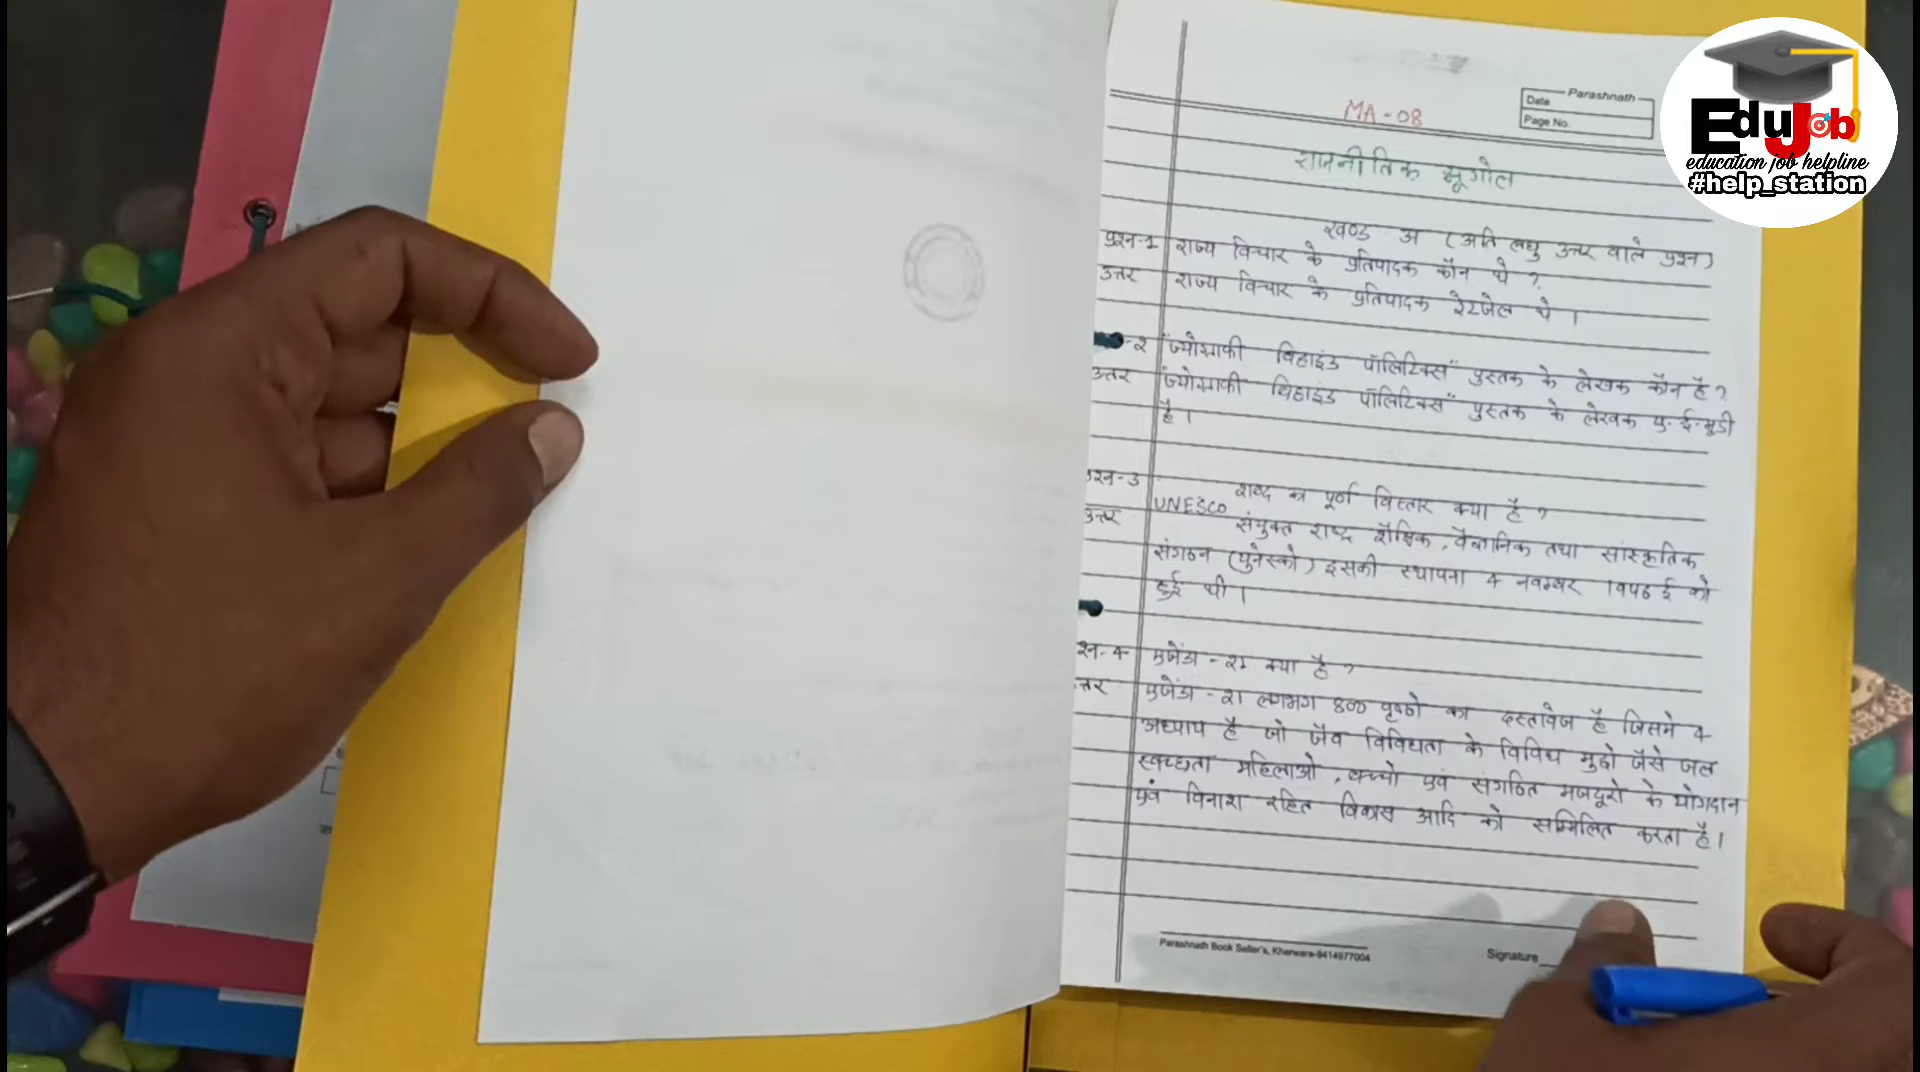 EduJob
education job helpline
#help_station
Parashnath
Date
Page No.
MA-08
राजनीतिक भूगोल
खण्ड - अ (अति लघु उत्तर वाले प्रश्न)
प्रश्न-1 राज्य विचार के प्रतिपादक कौन थे ?
उत्तर राज्य विचार के प्रतिपादक रेटजेल थे ।
-2 "ज्योग्राफी बिहाइंड पॉलिटिक्स" पुस्तक के लेखक कौन है ?
उत्तर "ज्योग्राफी बिहाइंड पॉलिटिक्स" पुस्तक के लेखक ए. ई. मूडी
है ।
प्रश्न-3 UNESCO शब्द का पूर्ण विस्तार क्या है ?
उत्तर संयुक्त राष्ट्र शैक्षिक, वैज्ञानिक तथा सांस्कृतिक
संगठन (युनेस्को) इसकी स्थापना 4 नवम्बर 1946 ई को
हुई थी ।
श्न-4 एजेंडा - 21 क्या है ?
त्तर एजेंडा - 21 लगभग 800 पृष्ठो का दस्तावेज है जिसमे 4
अध्याय है जो जैव विविधता के विविध मुद्दो जैसे जल
स्वच्छता महिलाओ, बच्चो एवं संगठित मजदूरो के योगदान
एवं विनाश रहित विकास आदि को सम्मिलित करता है ।
Parashnath Book Seller's, Kherwara-9414977004
Signature